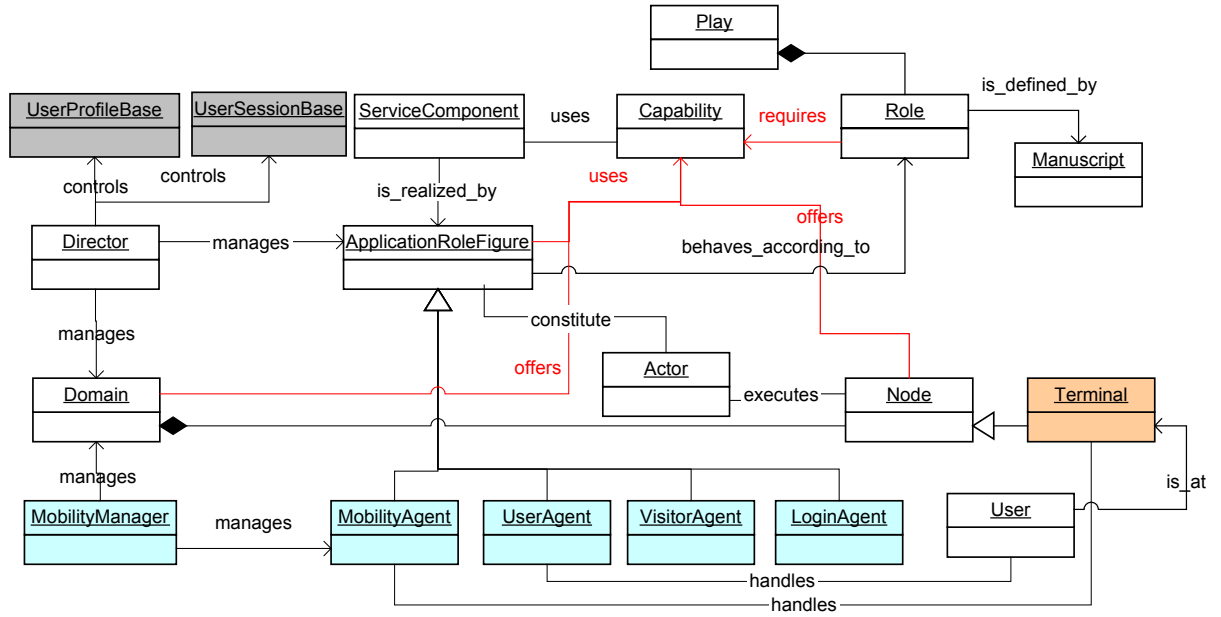 Play
is_defined_by
UserProfileBase
UserSessionBase
ServiceComponent
uses
Capability
requires
Role
Manuscript
controls
controls
is_realized_by
uses
offers
Director
manages
ApplicationRoleFigure
behaves_according_to
manages
constitute
offers
Actor
Domain
executes
Node
Terminal
manages
is_at
MobilityManager
manages
MobilityAgent
UserAgent
VisitorAgent
LoginAgent
User
handles
handles